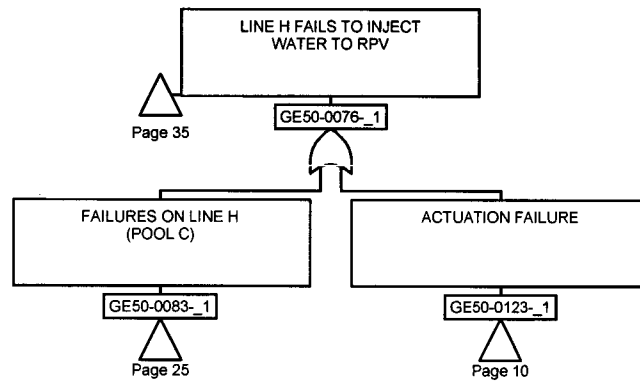 LINE H FAILS TO INJECT
WATER TO RPV
Page 35
GE50-0076-_1
FAILURES ON LINE H
(POOL C)
ACTUATION FAILURE
GE50-0083-_1
GE50-0123-_1
Page 25
Page 10